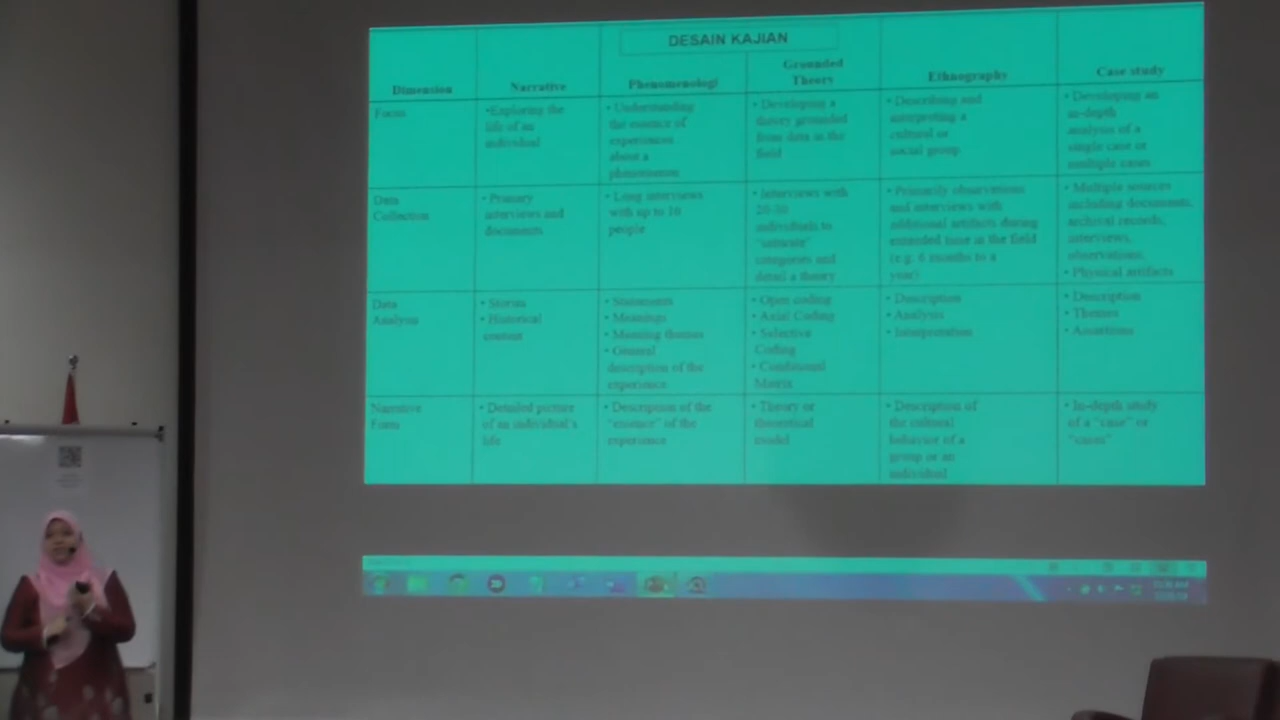 DESAIN KAJIAN
Dimension
Narrative
Phenomenologi
Grounded
Theory
Ethnography
Case study
Focus
•Exploring the
life of an
individual
• Understanding
the essence of
experiences
about a
phenomenon
• Developing a
theory grounded
from data in the
field
• Describing and
interpreting a
cultural or
social group
• Developing an
in-depth
analysis of a
single case or
multiple cases
Data
Collection
• Primary
interviews and
documents
• Long interviews
with up to 10
people
• Interviews with
20-30
individuals to
"saturate"
categories and
detail a theory
• Primarily observations
and interviews with
additional artifacts during
extended time in the field
(e.g. 6 months to a
year)
• Multiple sources
including documents,
archival records,
interviews,
observations,
• Physical artifacts
Data
Analysis
• Stories
• Historical
content
• Statements
• Meanings
• Meaning themes
• General
description of the
experience
• Open coding
• Axial Coding
• Selective
Coding
• Conditional
Matrix
• Description
• Analysis
• Interpretation
• Description
• Themes
• Assertions
Narrative
Form
• Detailed picture
of an individual's
life
• Description of the
"essence" of the
experience
• Theory or
theoretical
model
• Description of
the cultural
behavior of a
group or an
individual
• In-depth study
of a "case" or
"cases"